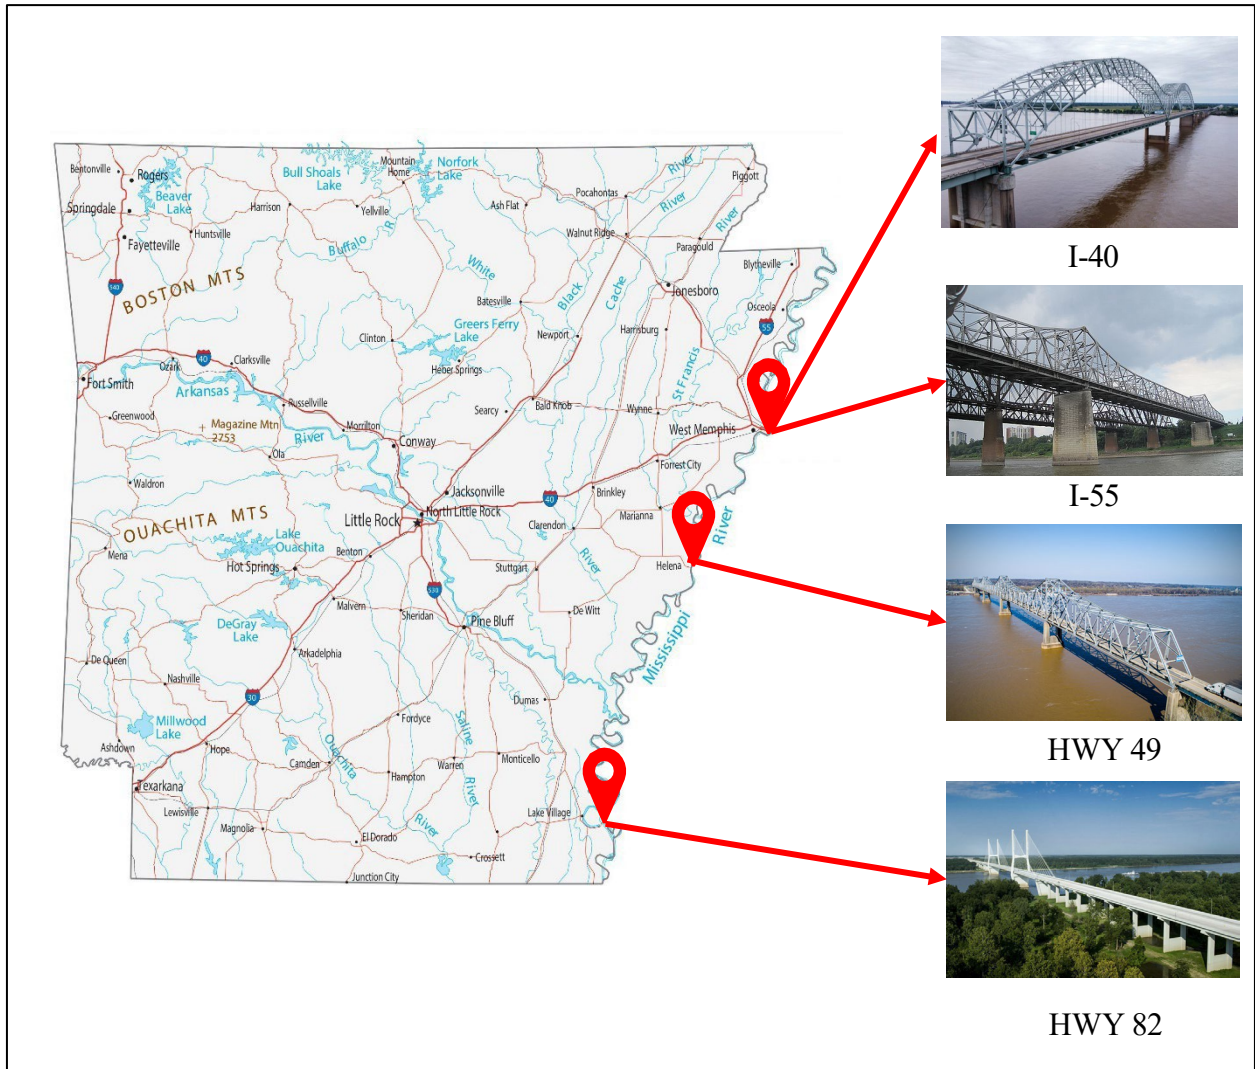 Bentonville
Rogers
Beaver
Lake
Springdale
Fayetteville
Huntsville
Harrison
Bull Shoals
Lake
Mountain
Home
Norfork
Lake
Yellville
Buffalo
R
Ash Flat
Pocahontas
River
River
River
Piggott
Walnut Ridge
Paragould
Blytheville
BOSTON MTS
White
Batesville
Black
Cache
Jonesboro
Osceola
55
Clinton
Greers Ferry
Lake
Heber Springs
Newport
Harrisburg
St Francis
40
Ozark
Clarksville
Fort Smith
Arkansas
Russellville
Greenwood
Magazine Mtn
2753
River
Morrilton
Conway
Searcy
Bald Knob
Wynne
West Memphis
Ola
Waldron
Forrest City
Jacksonville
40
Brinkley
Marianna
North Little Rock
Little Rock
OUACHITA MTS
Lake
Ouachita
Mena
Hot Springs
Benton
Clarendon
Stuttgart
River
Helena
River
Malvern
Sheridan
Pine Bluff
De Witt
Mississippi
DeGray
Lake
Arkadelphia
De Queen
Nashville
30
Millwood
Lake
Ashdown
Hope
Fordyce
Saline
River
Dumas
Ouachita
River
Camden
Hampton
Warren
Monticello
Texarkana
Lewisville
Magnolia
El Dorado
Lake Village
Crossett
Junction City
I-40
I-55
HWY 49
HWY 82